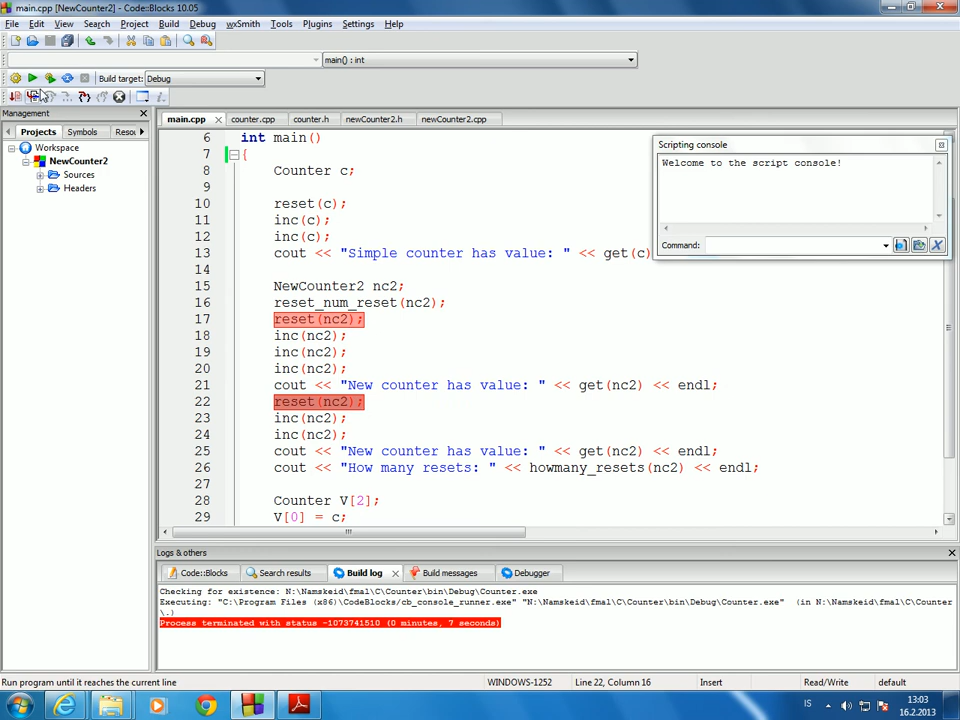 main.cpp [NewCounter2] - Code::Blocks 10.05
File Edit View Search Project Build Debug wxSmith Tools Plugins Settings Help
main() : int
Build target: Debug
Management
Projects Symbols Resou
Workspace
NewCounter2
Sources
Headers
main.cpp counter.cpp counter.h newCounter2.h newCounter2.cpp
6 int main()
7 {
8 Counter c;
9
10 reset(c);
11 inc(c);
12 inc(c);
13 cout << "Simple counter has value: " << get(c)
14
15 NewCounter2 nc2;
16 reset_num_reset(nc2);
17 reset(nc2);
18 inc(nc2);
19 inc(nc2);
20 inc(nc2);
21 cout << "New counter has value: " << get(nc2) << endl;
22 reset(nc2);
23 inc(nc2);
24 inc(nc2);
25 cout << "New counter has value: " << get(nc2) << endl;
26 cout << "How many resets: " << howmany_resets(nc2) << endl;
27
28 Counter V[2];
29 V[0] = c;
Scripting console
Welcome to the script console!
Command:
Logs & others
Code::Blocks Search results Build log Build messages Debugger
Checking for existence: N:\Namskeid\fmal\C\Counter\bin\Debug\Counter.exe
Executing: "C:\Program Files (x86)\CodeBlocks/cb_console_runner.exe" "N:\Namskeid\fmal\C\Counter\bin\Debug\Counter.exe" (in N:\Namskeid\fmal\C\Counter
\.)
Process terminated with status -1073741510 (0 minutes, 7 seconds)
Run program until it reaches the current line WINDOWS-1252 Line 22, Column 16 Insert Read/Write default
IS 13:03
16.2.2013